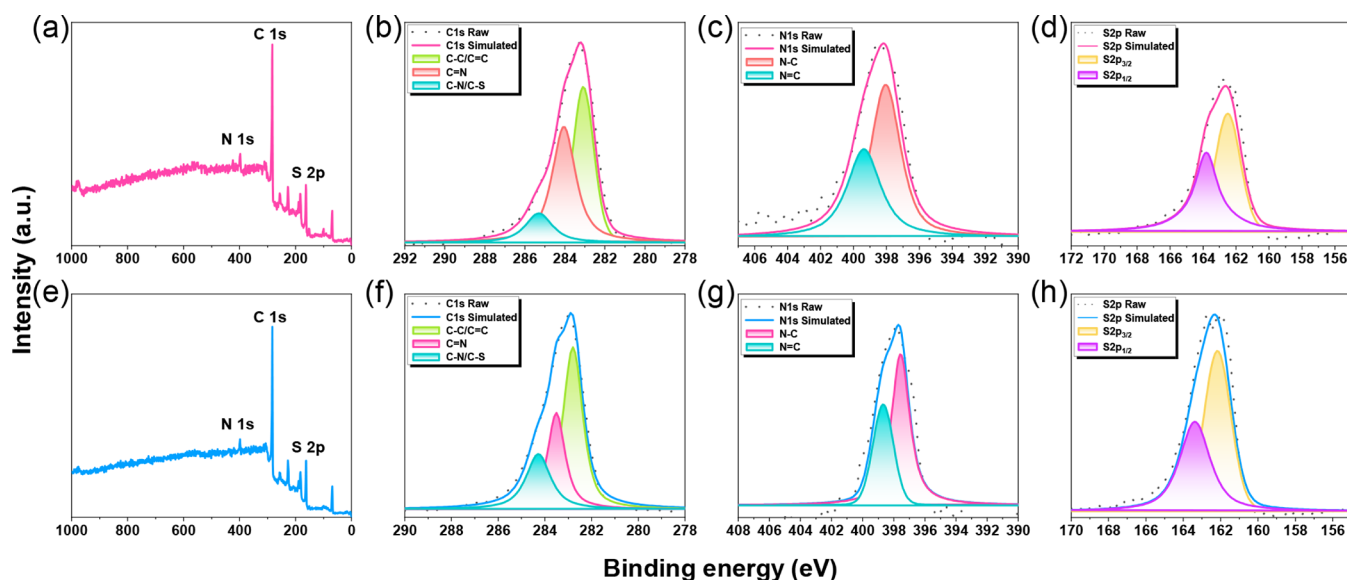 Intensity (a.u.)
(a)
C 1s
N 1s
S 2p
1000 800 600 400 200 0
(b)
C1s Raw
C1s Simulated
C-C/C=C
C=N
C-N/C-S
292 290 288 286 284 282 280 278
(c)
N1s Raw
N1s Simulated
N-C
N=C
406 404 402 400 398 396 394 392 390
(d)
S2p Raw
S2p Simulated
S2p3/2
S2p1/2
172 170 168 166 164 162 160 158 156
(e)
C 1s
N 1s
S 2p
1000 800 600 400 200 0
(f)
C1s Raw
C1s Simulated
C-C/C=C
C=N
C-N/C-S
290 288 286 284 282 280 278
(g)
N1s Raw
N1s Simulated
N-C
N=C
408 406 404 402 400 398 396 394 392 390
(h)
S2p Raw
S2p Simulated
S2p3/2
S2p1/2
170 168 166 164 162 160 158 156
Binding energy (eV)